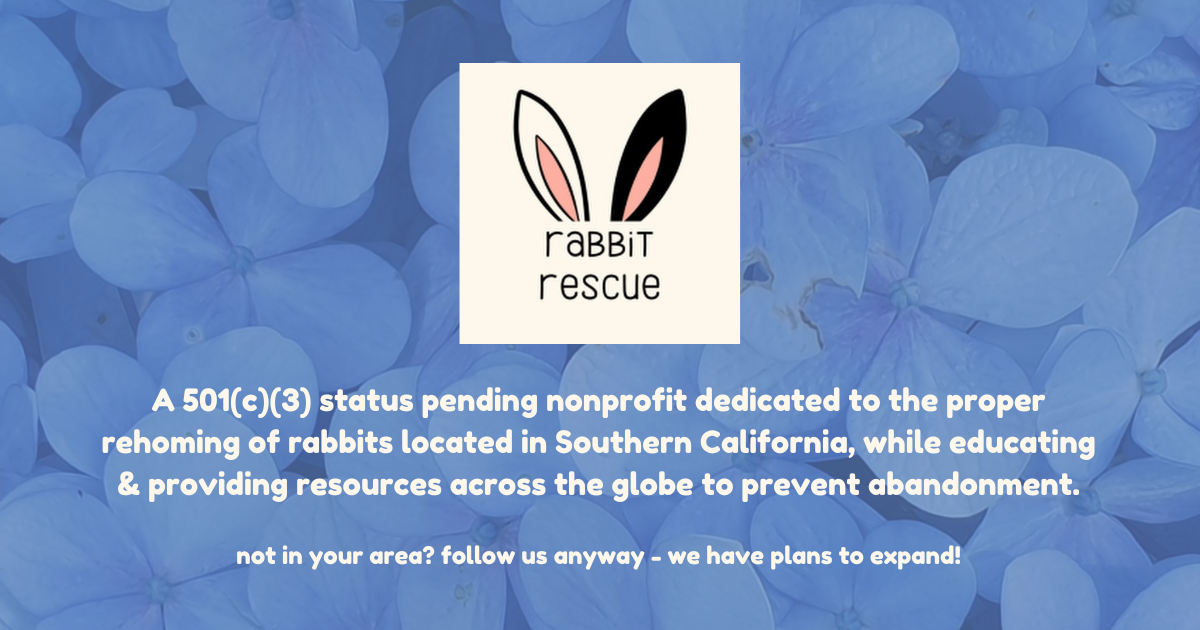 raBBiT
rescue
A 501(c)(3) status pending nonprofit dedicated to the proper
rehoming of rabbits located in Southern California, while educating
& providing resources across the globe to prevent abandonment.
not in your area? follow us anyway - we have plans to expand!